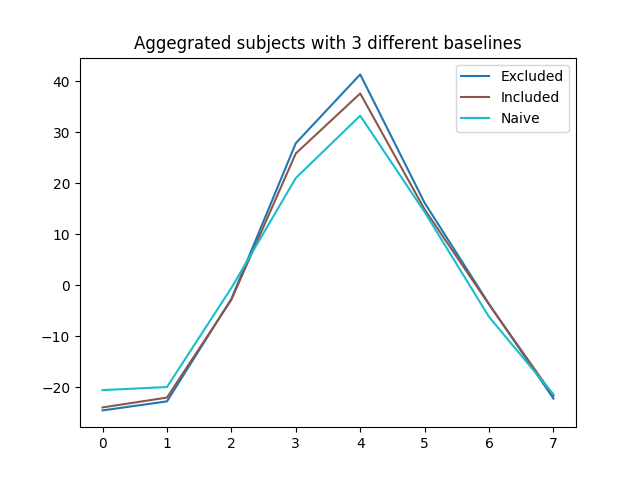 Aggegrated subjects with 3 different baselines
Excluded
Included
Naive
40
30
20
10
0
−10
−20
0 1 2 3 4 5 6 7